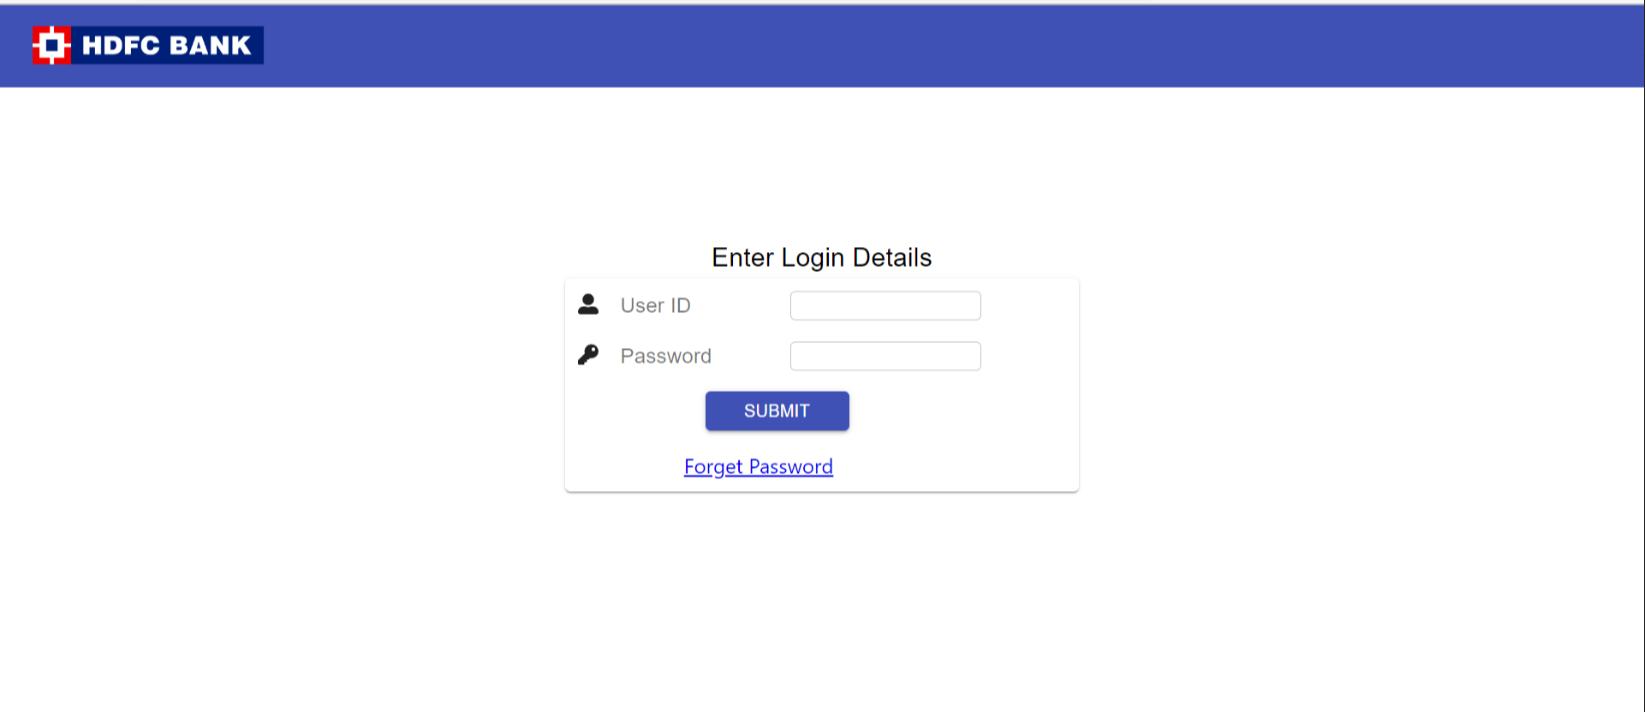 HDFC BANK
Enter Login Details
User ID
Password
SUBMIT
Forget Password